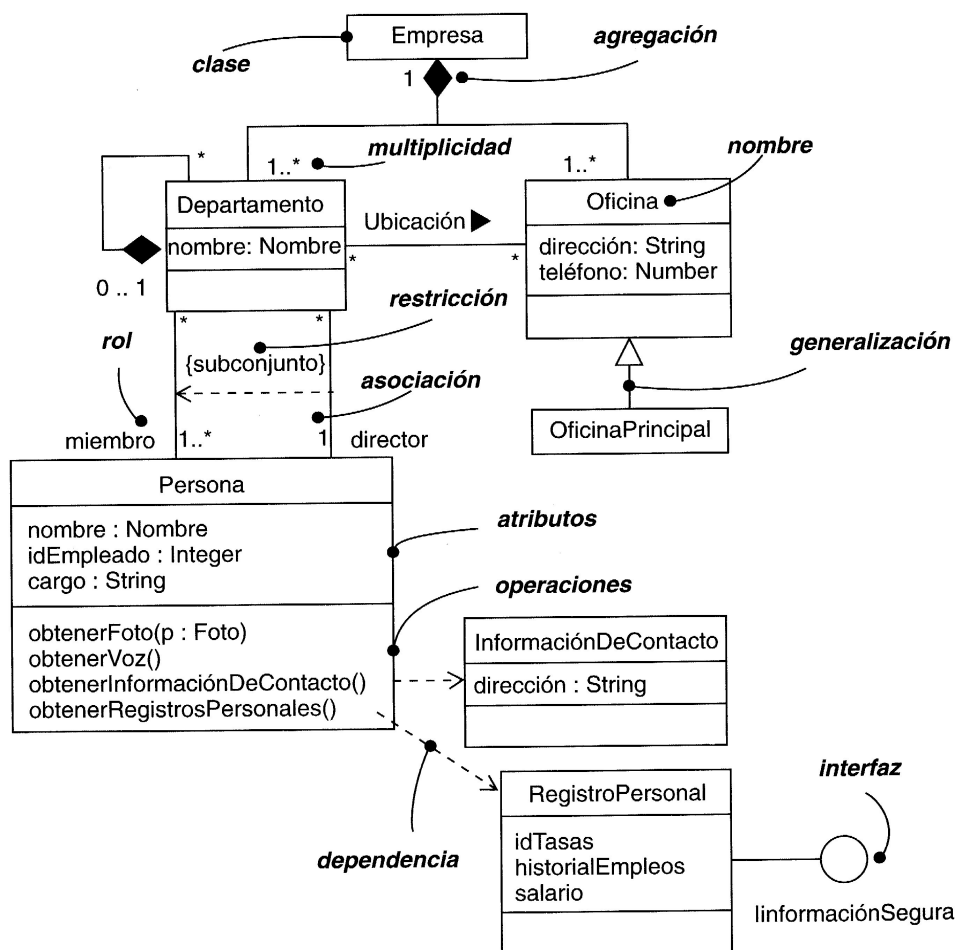 Empresa
agregación
clase
1
multiplicidad
nombre
*
1..*
1..*
Departamento
nombre: Nombre
Ubicación
Oficina
dirección: String
teléfono: Number
*
*
0 .. 1
restricción
*
*
rol
{subconjunto}
generalización
asociación
OficinaPrincipal
miembro
1..*
1
director
Persona
nombre : Nombre
idEmpleado : Integer
cargo : String
atributos
operaciones
obtenerFoto(p : Foto)
obtenerVoz()
obtenerInformaciónDeContacto()
obtenerRegistrosPersonales()
InformaciónDeContacto
dirección : String
interfaz
RegistroPersonal
idTasas
historialEmpleos
salario
dependencia
IinformaciónSegura